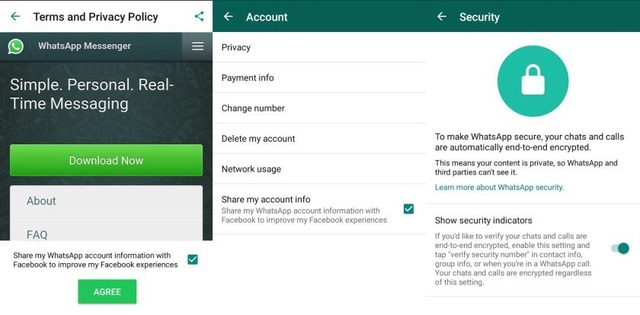 Terms and Privacy Policy
WhatsApp Messenger
Simple. Personal. Real-
Time Messaging
Download Now
About
FAQ
Share my WhatsApp account information with
Facebook to improve my Facebook experiences
AGREE
Account
Privacy
Payment info
Change number
Delete my account
Network usage
Share my account info
Share my WhatsApp account information with
Facebook to improve my Facebook experiences
Security
To make WhatsApp secure, your chats and calls
are automatically end-to-end encrypted.
This means your content is private, so WhatsApp and
third parties can't see it.
Learn more about WhatsApp security.
Show security indicators
If you'd like to verify your chats and calls are
end-to-end encrypted, enable this setting and
tap "verify security number" in contact info,
group info, or when you're in a WhatsApp call.
Your chats and calls are encrypted regardless
of this setting.